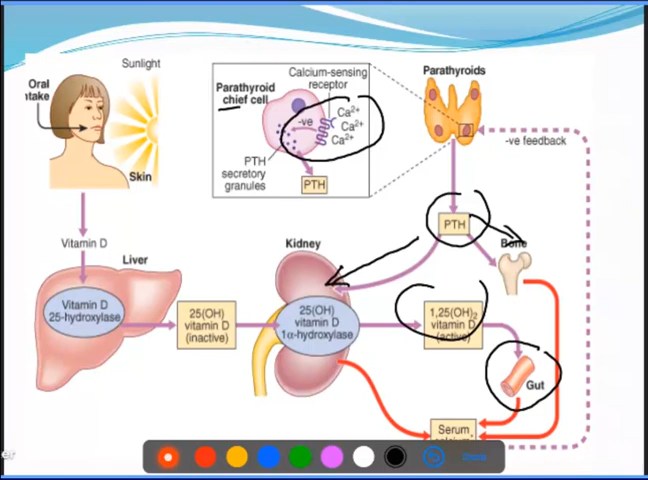 Sunlight
Oral
intake
Skin
Parathyroid
chief cell
Calcium-sensing
receptor
-ve
Ca2+
Ca2+
Ca2+
PTH
secretory
granules
PTH
Parathyroids
-ve feedback
PTH
Bone
Vitamin D
Liver
Kidney
Vitamin D
25-hydroxylase
25(OH)
vitamin D
(inactive)
25(OH)
vitamin D
1α-hydroxylase
1,25(OH)2
vitamin D
(active)
Gut
Serum